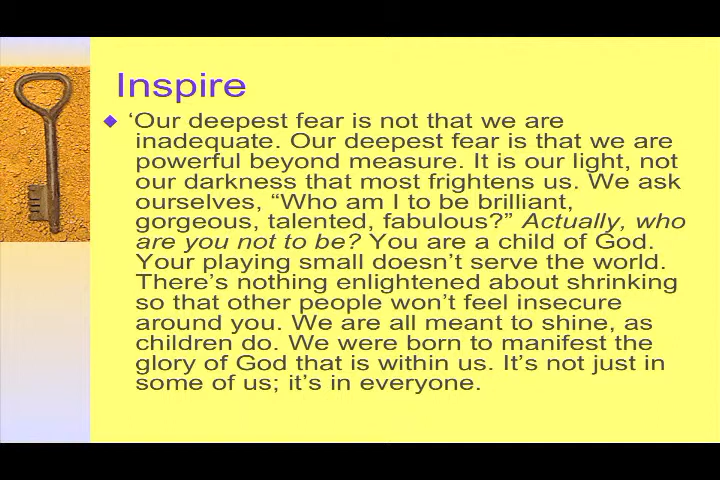 Inspire
‘Our deepest fear is not that we are
inadequate. Our deepest fear is that we are
powerful beyond measure. It is our light, not
our darkness that most frightens us. We ask
ourselves, “Who am I to be brilliant,
gorgeous, talented, fabulous?” Actually, who
are you not to be? You are a child of God.
Your playing small doesn’t serve the world.
There’s nothing enlightened about shrinking
so that other people won’t feel insecure
around you. We are all meant to shine, as
children do. We were born to manifest the
glory of God that is within us. It’s not just in
some of us; it’s in everyone.